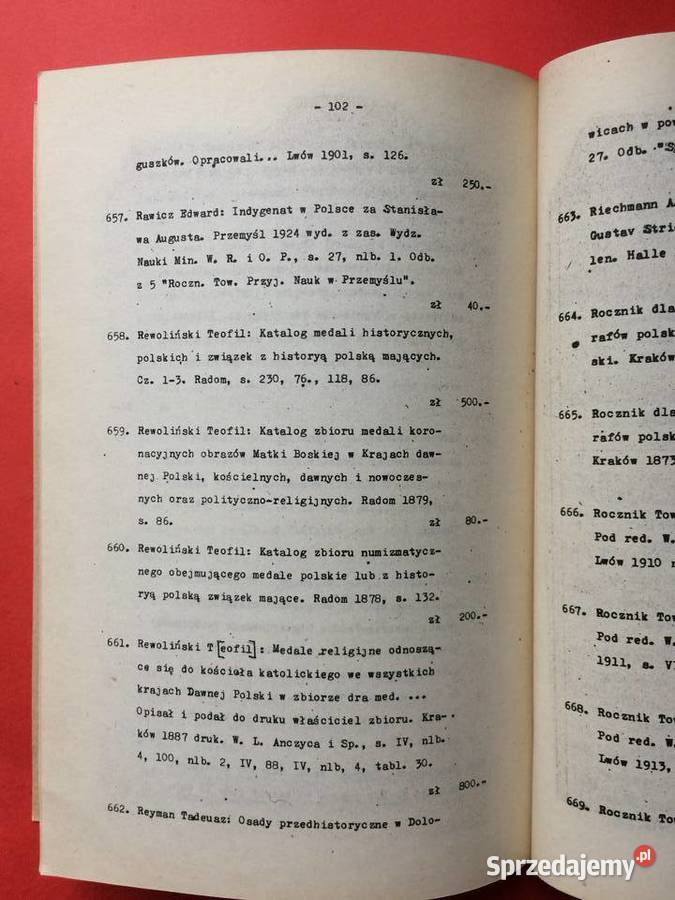 - 102 -
guszków. Opracowali... Lwów 1901, s. 126.
zł 250.-
657. Rawicz Edward: Indygenat w Polsce za Stanisła-
wa Augusta. Przemyśl 1924 wyd. z zas. Wydz.
Nauki Min. W. R. i O. P., s. 27, nlb. 1. Odb.
z 5 "Roczn. Tow. Przyj. Nauk w Przemyślu".
zł 40.-
658. Rewoliński Teofil: Katalog medali historycznych,
polskich i związek z historyą polską mających.
Cz. 1-3. Radom, s. 230, 76., 118, 86.
zł 500.-
659. Rewoliński Teofil: Katalog zbioru medali koro-
nacyjnych obrazów Matki Boskiej w Krajach daw-
nej Polski, kościelnych, dawnych i nowoczes-
nych oraz polityczno-religijnych. Radom 1879,
s. 86. zł 80.-
660. Rewoliński Teofil: Katalog zbioru numizmatycz-
nego obejmującego medale polskie lub z histo-
ryą polską związek mające. Radom 1878, s. 132.
zł 200.-
661. Rewoliński T[eofil]: Medale religijne odnoszą-
ce się do kościoła katolickiego we wszystkich
krajach Dawnej Polski w zbiorze dra med. ...
Opisał i podał do druku właściciel zbioru. Kra-
ków 1887 druk. W. L. Anczyca i Sp., s. IV, nlb.
4, 100, nlb. 2, IV, 88, IV, nlb, 4, tabl. 30.
zł 800.-
662. Reyman Tadeuaz: Osady przedhistoryczne w Dolo-
wicach w pow
27. Odb. "S
663. Riechmann A
Gustav Stri
len. Halle
664. Rocznik dla
rafów polsk
ski. Kraków
665. Rocznik dla
rafów polsk
Kraków 1873
666. Rocznik Tow
Pod red. W.
Lwów 1910
667. Rocznik Tow
Pod red. W.
1911, s. V
668. Rocznik Tow
Pod red. W.
Lwów 1913,
669. Rocznik Tow
Sprzedajemy.pl